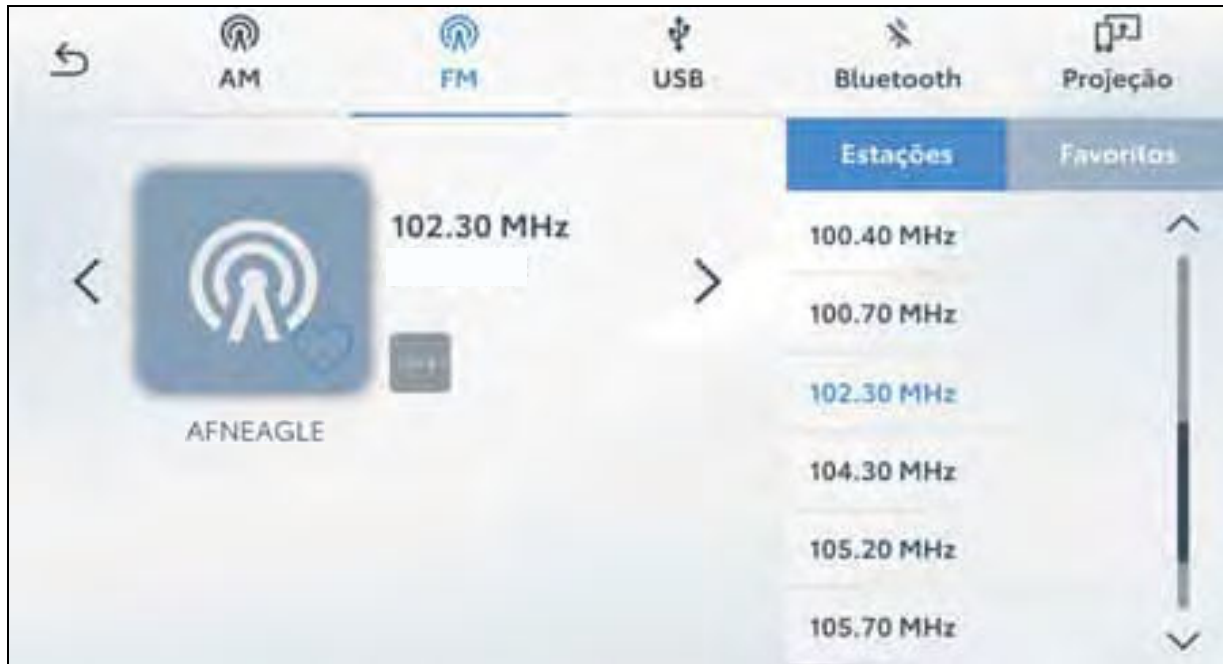 AM
FM
USB
Bluetooth
Projeção
Estações
Favoritos
102.30 MHz
AFNEAGLE
100.40 MHz
100.70 MHz
102.30 MHz
104.30 MHz
105.20 MHz
105.70 MHz